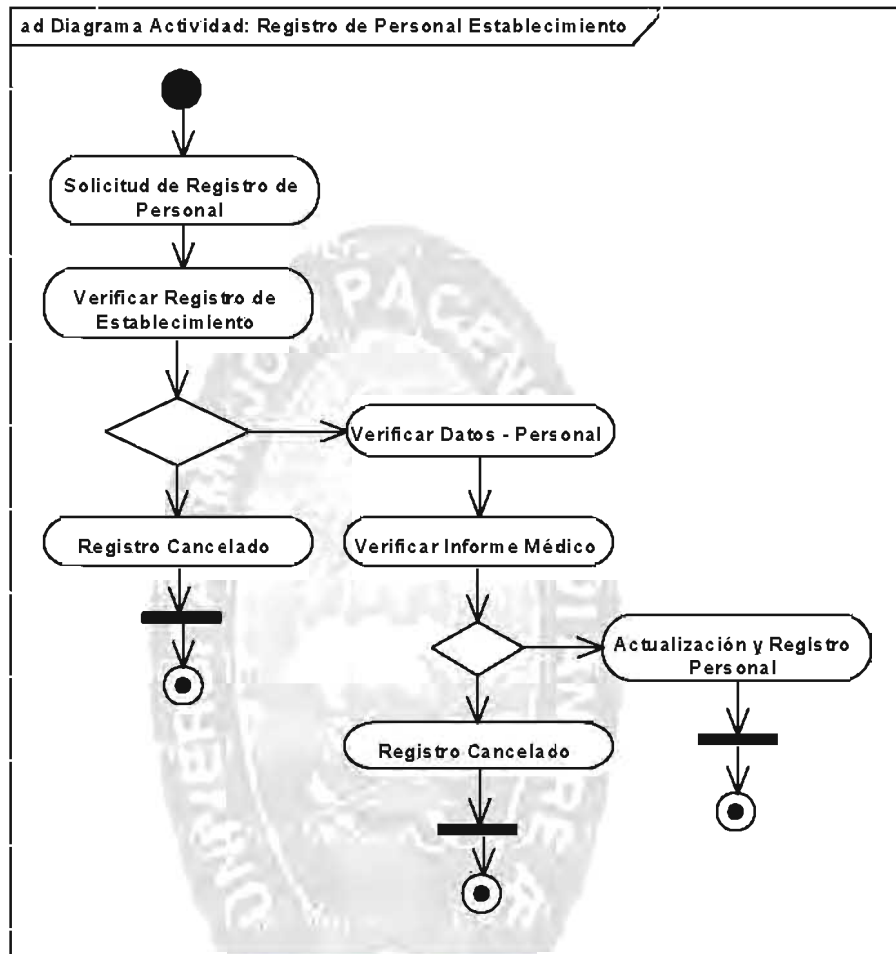 ad Diagrama Actividad: Registro de Personal Establecimiento
Solicitud de Registro de
Personal
Verificar Registro de
Establecimiento
Verificar Datos - Personal
Registro Cancelado
Verificar Informe Médico
Actualización y Registro
Personal
Registro Cancelado